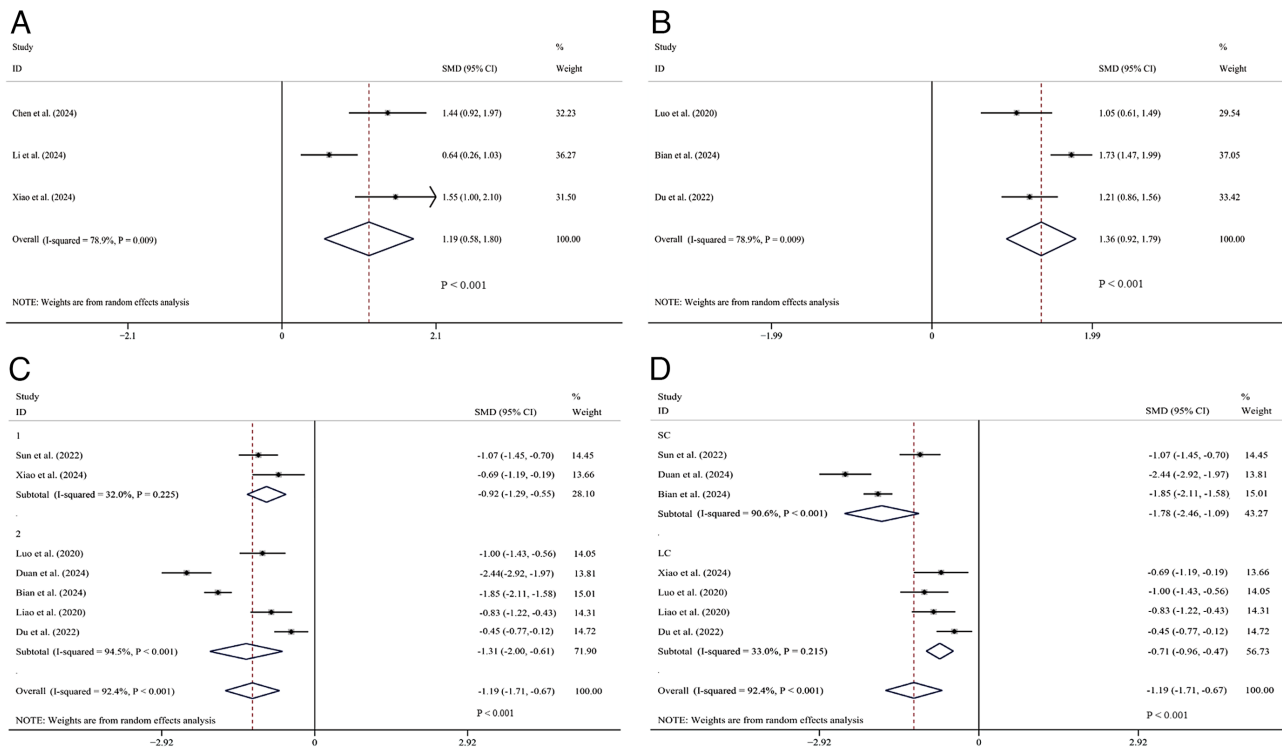 A
Study %
ID SMD (95% CI) Weight
Chen et al. (2024) 1.44 (0.92, 1.97) 32.23
Li et al. (2024) 0.64 (0.26, 1.03) 36.27
Xiao et al. (2024) 1.55 (1.00, 2.10) 31.50
Overall (I-squared = 78.9%, P = 0.009) 1.19 (0.58, 1.80) 100.00
P < 0.001
NOTE: Weights are from random effects analysis
−2.1 0 2.1
B
Study %
ID SMD (95% CI) Weight
Luo et al. (2020) 1.05 (0.61, 1.49) 29.54
Bian et al. (2024) 1.73 (1.47, 1.99) 37.05
Du et al. (2022) 1.21 (0.86, 1.56) 33.42
Overall (I-squared = 78.9%, P = 0.009) 1.36 (0.92, 1.79) 100.00
P < 0.001
NOTE: Weights are from random effects analysis
−1.99 0 1.99
C
Study %
ID SMD (95% CI) Weight
1
Sun et al. (2022) -1.07 (-1.45, -0.70) 14.45
Xiao et al. (2024) -0.69 (-1.19, -0.19) 13.66
Subtotal (I-squared = 32.0%, P = 0.225) -0.92 (-1.29, -0.55) 28.10
.
2
Luo et al. (2020) -1.00 (-1.43, -0.56) 14.05
Duan et al. (2024) -2.44(-2.92, -1.97) 13.81
Bian et al. (2024) -1.85 (-2.11, -1.58) 15.01
Liao et al. (2020) -0.83 (-1.22, -0.43) 14.31
Du et al. (2022) -0.45 (-0.77,-0.12) 14.72
Subtotal (I-squared = 94.5%, P < 0.001) -1.31 (-2.00, -0.61) 71.90
.
Overall (I-squared = 92.4%, P < 0.001) -1.19 (-1.71, -0.67) 100.00
P < 0.001
NOTE: Weights are from random effects analysis
−2.92 0 2.92
D
Study %
ID SMD (95% CI) Weight
SC
Sun et al. (2022) -1.07 (-1.45, -0.70) 14.45
Duan et al. (2024) -2.44 (-2.92, -1.97) 13.81
Bian et al. (2024) -1.85 (-2.11, -1.58) 15.01
Subtotal (I-squared = 90.6%, P < 0.001) -1.78 (-2.46, -1.09) 43.27
.
LC
Xiao et al. (2024) -0.69 (-1.19, -0.19) 13.66
Luo et al. (2020) -1.00 (-1.43, -0.56) 14.05
Liao et al. (2020) -0.83 (-1.22, -0.43) 14.31
Du et al. (2022) -0.45 (-0.77, -0.12) 14.72
Subtotal (I-squared = 33.0%, P = 0.215) -0.71 (-0.96, -0.47) 56.73
.
Overall (I-squared = 92.4%, P < 0.001) -1.19 (-1.71, -0.67) 100.00
P < 0.001
NOTE: Weights are from random effects analysis
−2.92 0 2.92